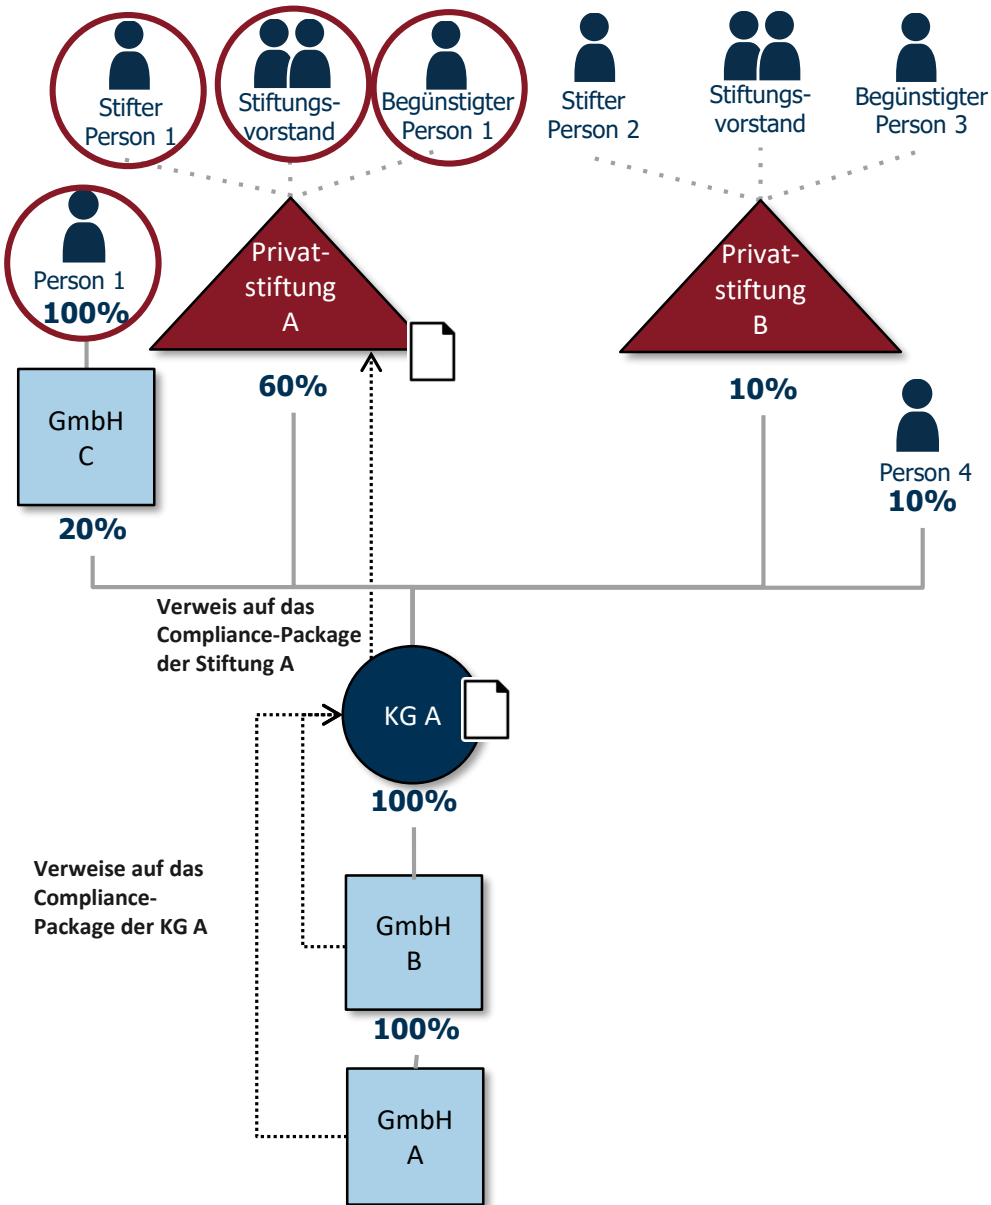 Stifter
Person 1
Stiftungs-
vorstand
Begünstigter
Person 1
Stifter
Person 2
Stiftungs-
vorstand
Begünstigter
Person 3
Person 1
100%
Privat-
stiftung
A
Privat-
stiftung
B
GmbH
C
60%
10%
Person 4
10%
20%
Verweis auf das
Compliance-Package
der Stiftung A
KG A
100%
Verweise auf das
Compliance-
Package der KG A
GmbH
B
100%
GmbH
A